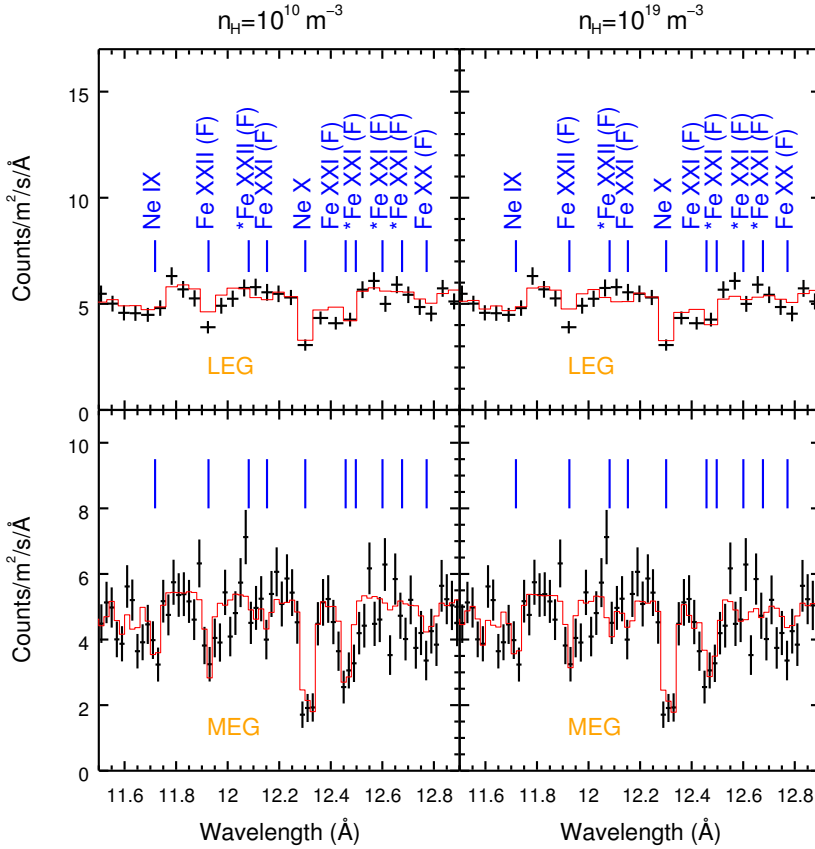 n_H=10^10 m^-3
n_H=10^19 m^-3
Counts/m²/s/Å
15
10
5
0
Ne IX
Fe XXII (F)
*Fe XXII (F)
Fe XXI (F)
Ne X
Fe XXI (F)
*Fe XXI (F)
*Fe XXI (F)
*Fe XXI (F)
Fe XX (F)
LEG
Ne IX
Fe XXII (F)
*Fe XXII (F)
Fe XXI (F)
Ne X
Fe XXI (F)
*Fe XXI (F)
*Fe XXI (F)
*Fe XXI (F)
Fe XX (F)
LEG
Counts/m²/s/Å
10
8
6
4
2
0
MEG
MEG
11.6
11.8
12
12.2
12.4
12.6
12.8
11.6
11.8
12
12.2
12.4
12.6
12.8
Wavelength (Å)
Wavelength (Å)